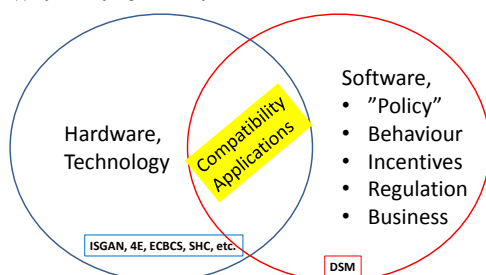 Hardware,
Technology
Compatibility
Applications
Software,
• ”Policy”
• Behaviour
• Incentives
• Regulation
• Business
ISGAN, 4E, ECBCS, SHC, etc.
DSM